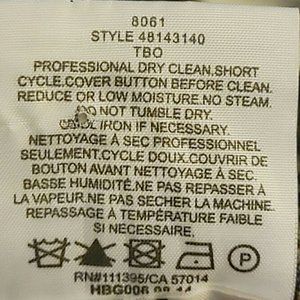 8061
STYLE 48143140
TBO
PROFESSIONAL DRY CLEAN.SHORT
CYCLE.COVER BUTTON BEFORE CLEAN.
REDUCE OR LOW MOISTURE.NO STEAM.
DO NOT TUMBLE DRY.
COOL IRON IF NECESSARY.
NETTOYAGE À SEC PROFESSIONNEL
SEULEMENT.CYCLE DOUX.COUVRIR DE
BOUTON AVANT NETTOYAGE À SEC.
BASSE HUMIDITÉ.NE PAS REPASSER À
LA VAPEUR.NE PAS SECHER LA MACHINE.
REPASSAGE À TEMPÉRATURE FAIBLE
SI NECESSAIRE.
P
RN#111395/CA 57014
HBG006